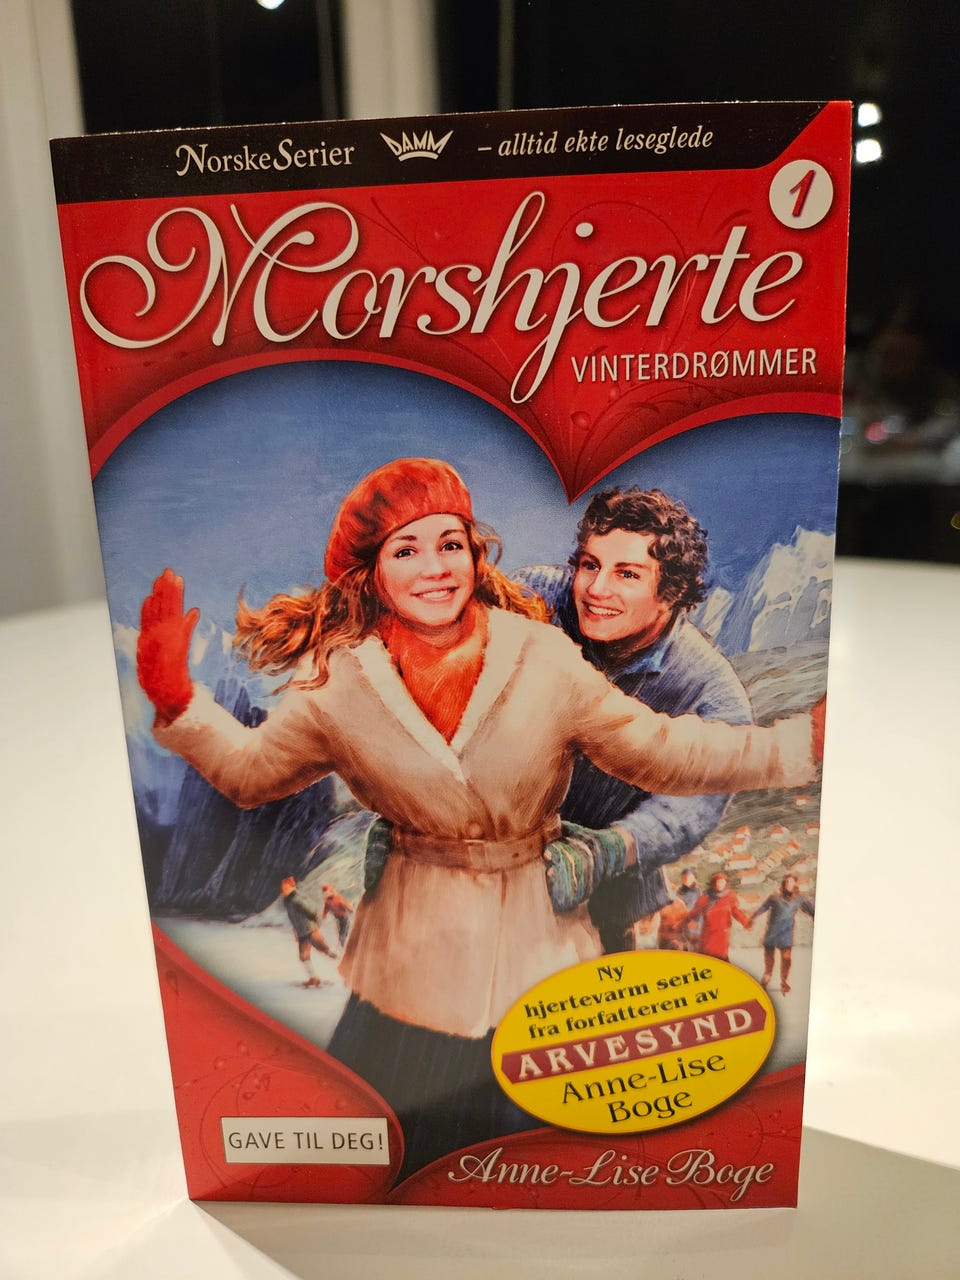 NorskeSerier DAMM – alltid ekte leseglede
1
Morshjerte
VINTERDRØMMER
Ny
hjertevarm serie
fra forfatteren av
ARVESYND
Anne-Lise
Boge
GAVE TIL DEG!
Anne-Lise Boge